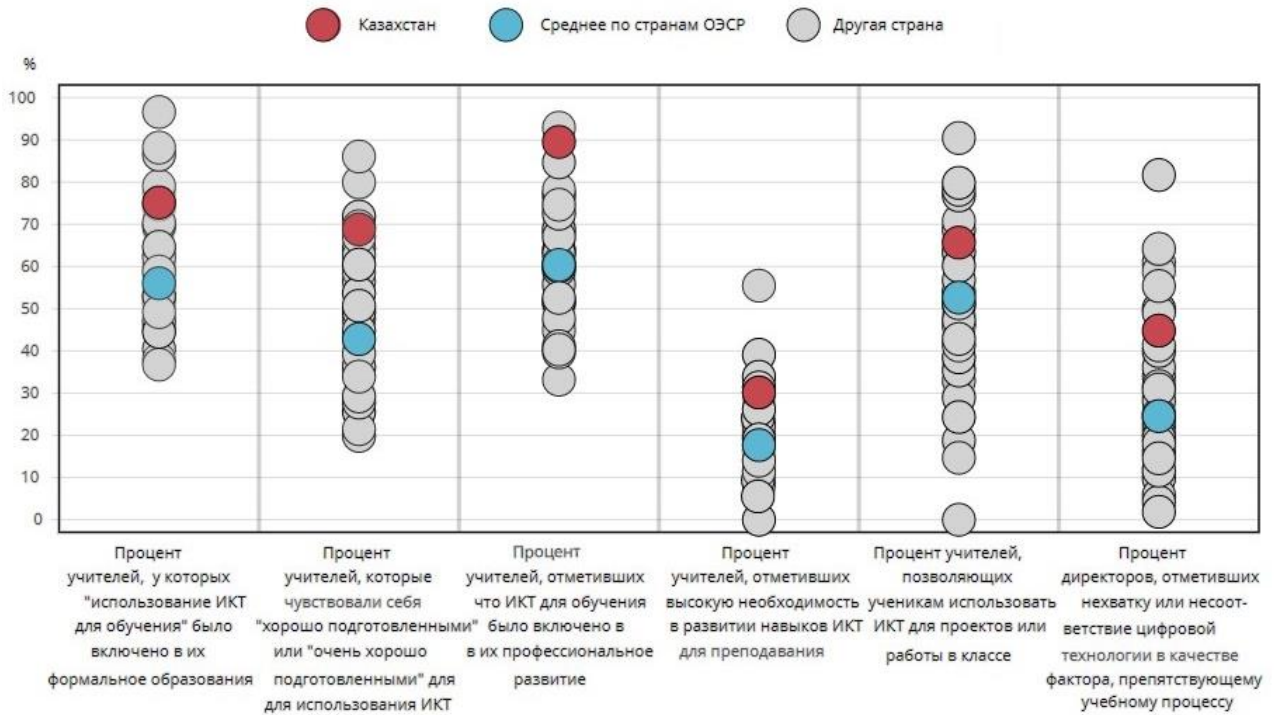 Казахстан
Среднее по странам ОЭСР
Другая страна
%
100
90
80
70
60
50
40
30
20
10
0
Процент
учителей, у которых
"использование ИКТ
для обучения" было
включено в их
формальное образования
Процент
учителей, которые
чувствовали себя
"хорошо подготовленными"
или "очень хорошо
подготовленными" для
для использования ИКТ
Процент
учителей, отметивших
что ИКТ для обучения
было включено в
в их профессиональное
развитие
Процент
учителей, отметивших
высокую необходимость
в развитии навыков ИКТ
для преподавания
Процент учителей,
позволяющих
ученикам использовать
ИКТ для проектов или
работы в классе
Процент
директоров, отметивших
нехватку или несоот-
ветствие цифровой
технологии в качестве
фактора, препятствующему
учебному процессу